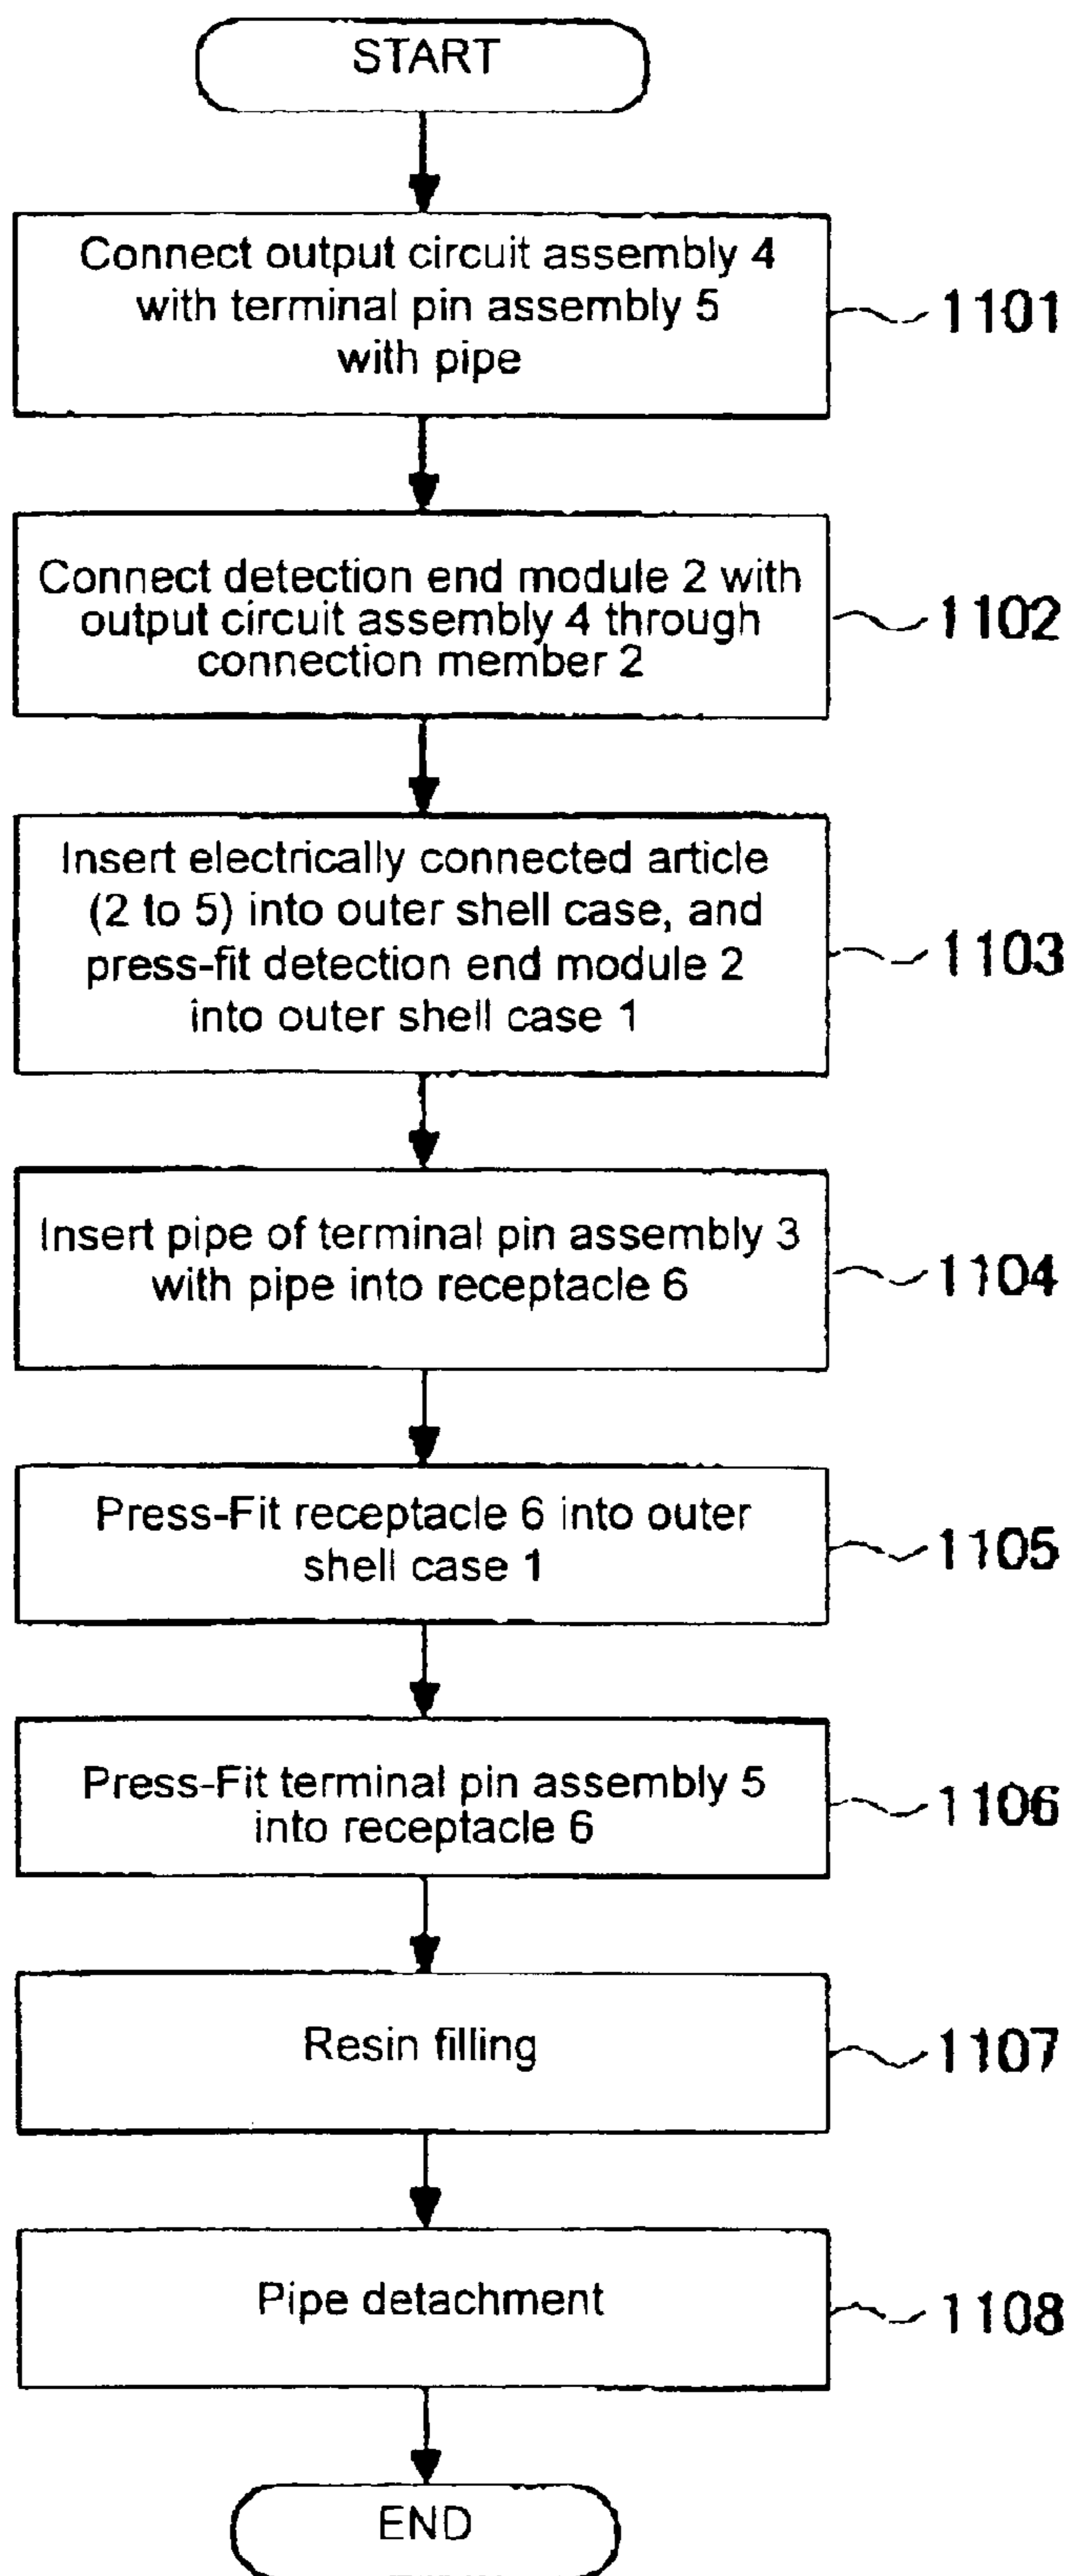 START
Connect output circuit assembly 4
with terminal pin assembly 5
with pipe
1101
Connect detection end module 2 with
output circuit assembly 4 through
connection member 2
1102
Insert electrically connected article
(2 to 5) into outer shell case, and
press-fit detection end module 2
into outer shell case 1
1103
Insert pipe of terminal pin assembly 3
with pipe into receptacle 6
1104
Press-Fit receptacle 6 into outer
shell case 1
1105
Press-Fit terminal pin assembly 5
into receptacle 6
1106
Resin filling
1107
Pipe detachment
1108
END